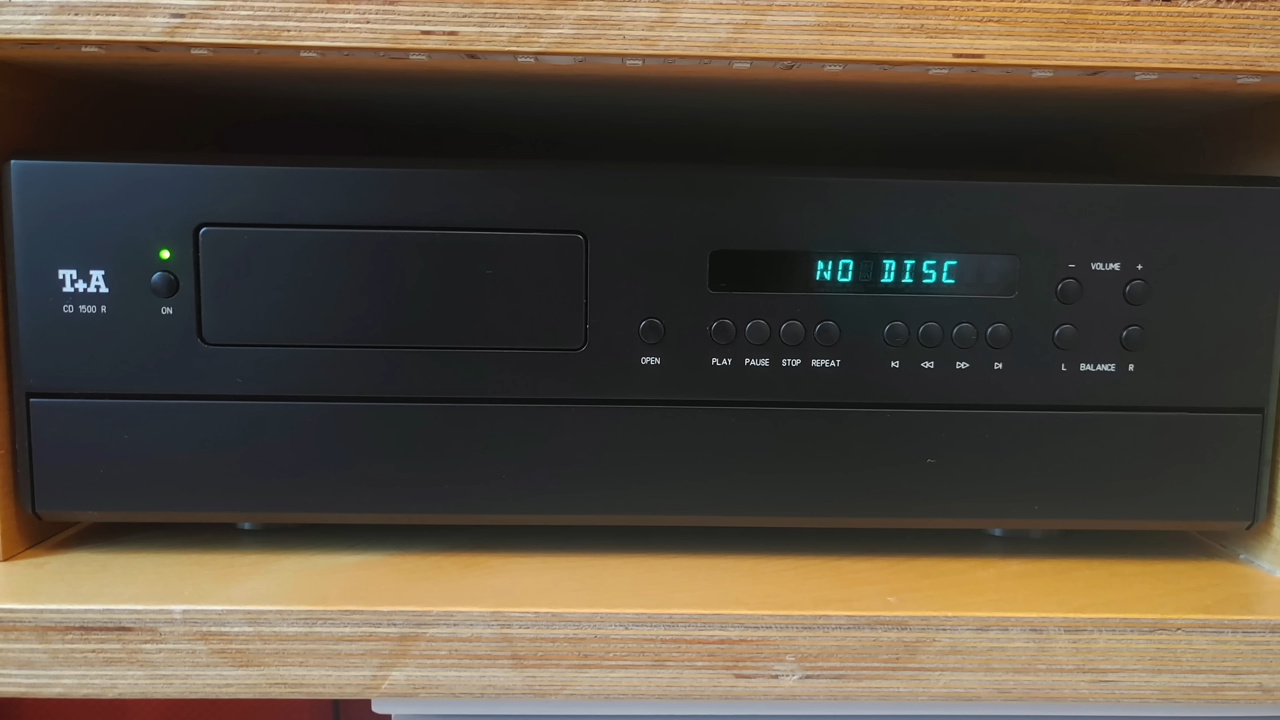 T+A
CD 1500 R
ON
NO DISC
OPEN
PLAY PAUSE STOP REPEAT
− VOLUME +
L BALANCE R